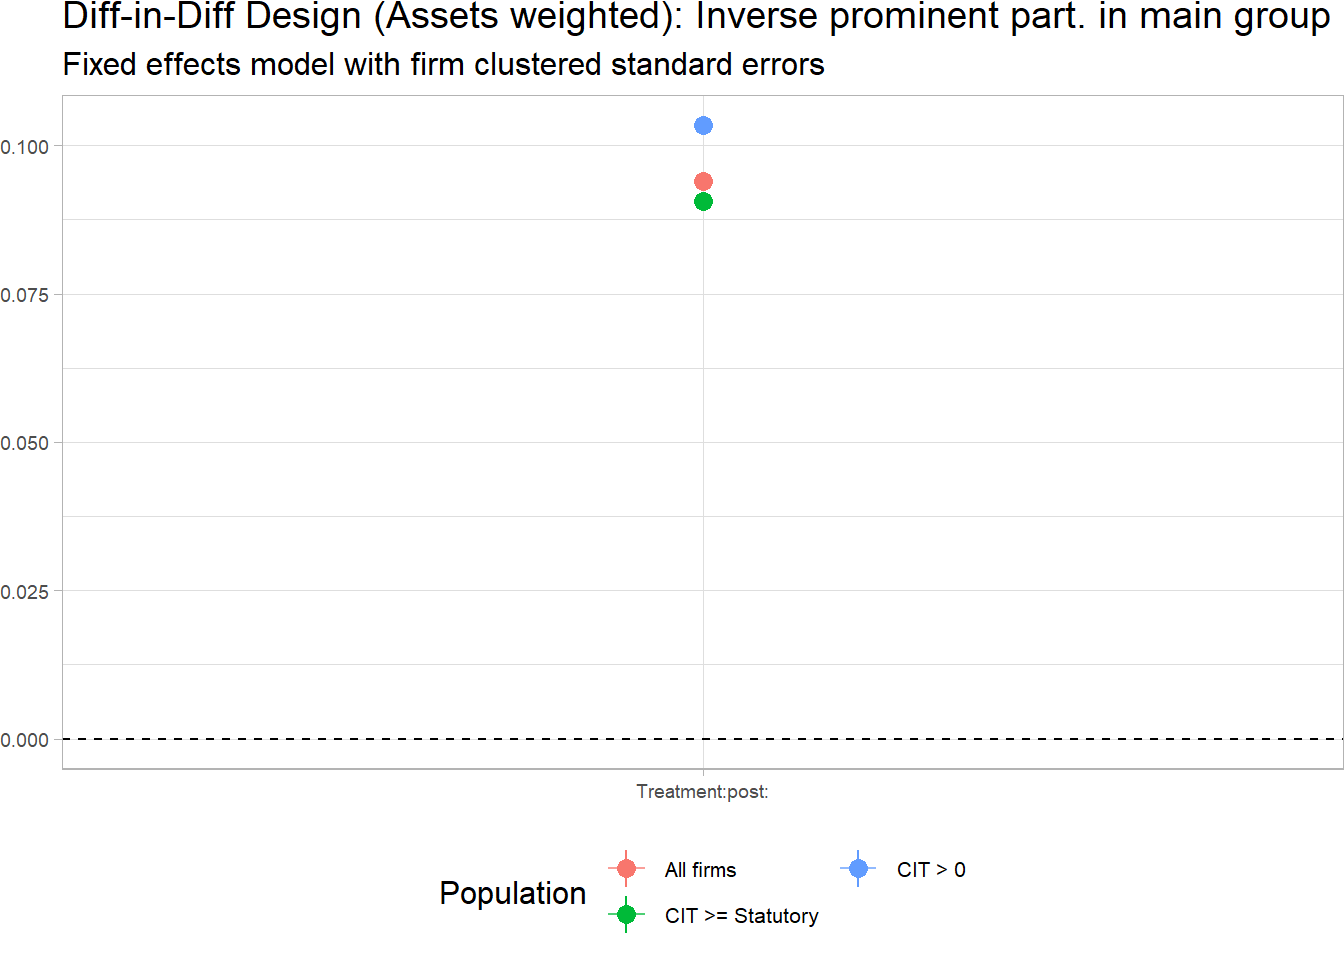 Diff-in-Diff Design (Assets weighted): Inverse prominent part. in main group
Fixed effects model with firm clustered standard errors
0.100
0.075
0.050
0.025
0.000
Treatment:post:
Population
All firms
CIT > 0
CIT >= Statutory